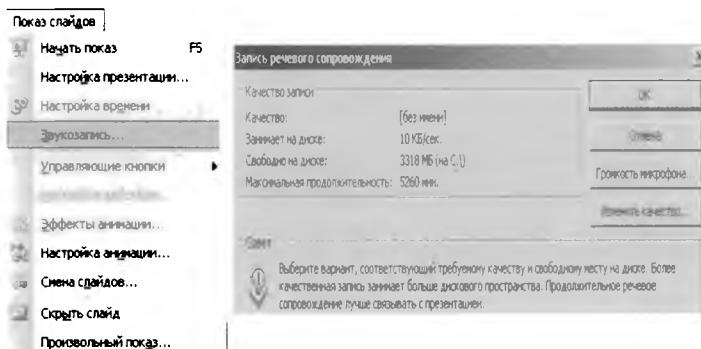 Показ слайдов
Начать показ F5
Настройка презентации...
Настройка времени
Звукозапись...
Управляющие кнопки
Эффекты анимации...
Настройка анимации...
Смена слайдов...
Скрыть слайд
Произвольный показ...
Запись речевого сопровождения
Качество записи
Качество: [без имени]
Занимает на диске: 10 КБ/сек.
Свободно на диске: 3318 МБ (на C:\)
Максимальная продолжительность: 5260 мин.
OK
Отмена
Громкость микрофона...
Изменить качество...
Совет
Выберите вариант, соответствующий требуемому качеству и свободному месту на диске. Более
качественная запись занимает больше дискового пространства. Продолжительное речевое
сопровождение лучше связывать с презентацией.